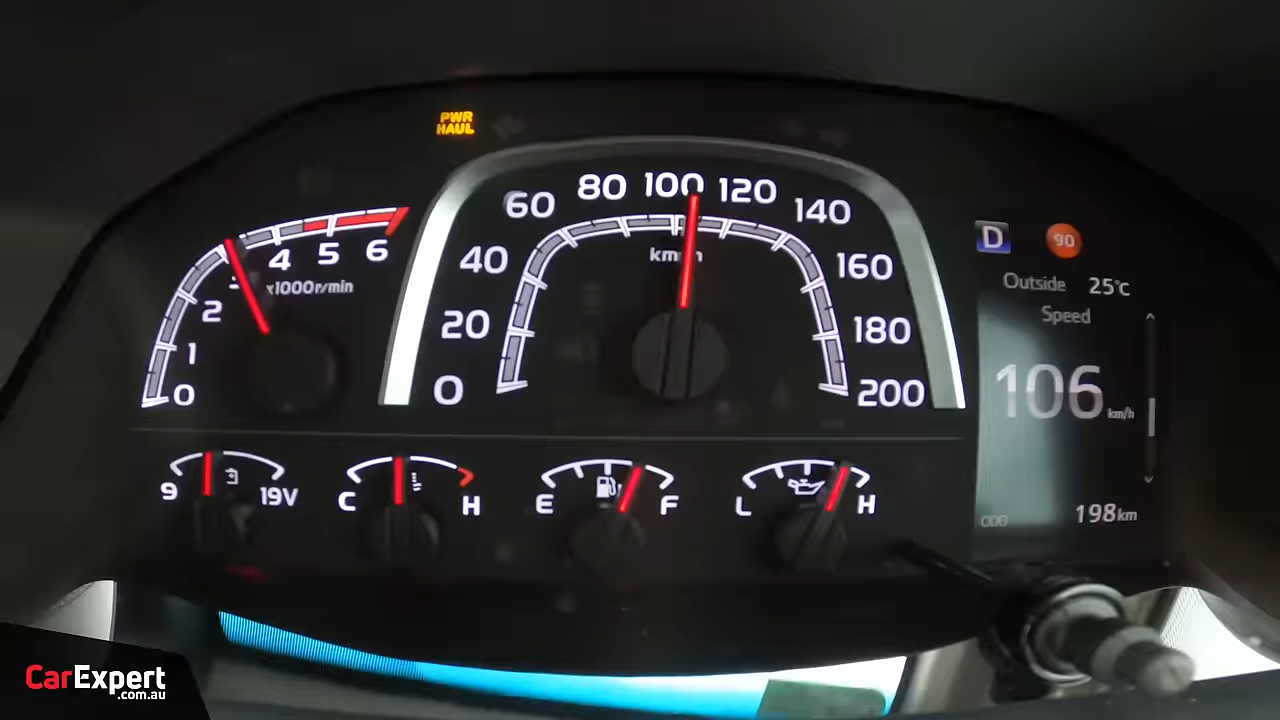 PWR
HAUL
0 1 2 4 5 6
x1000r/min
0 20 40 60 80 100 120 140 160 180 200
D 90
Outside 25°C
Speed
106 km/h
ODO 198km
9 19V
C H
E F
L H
CarExpert
.com.au